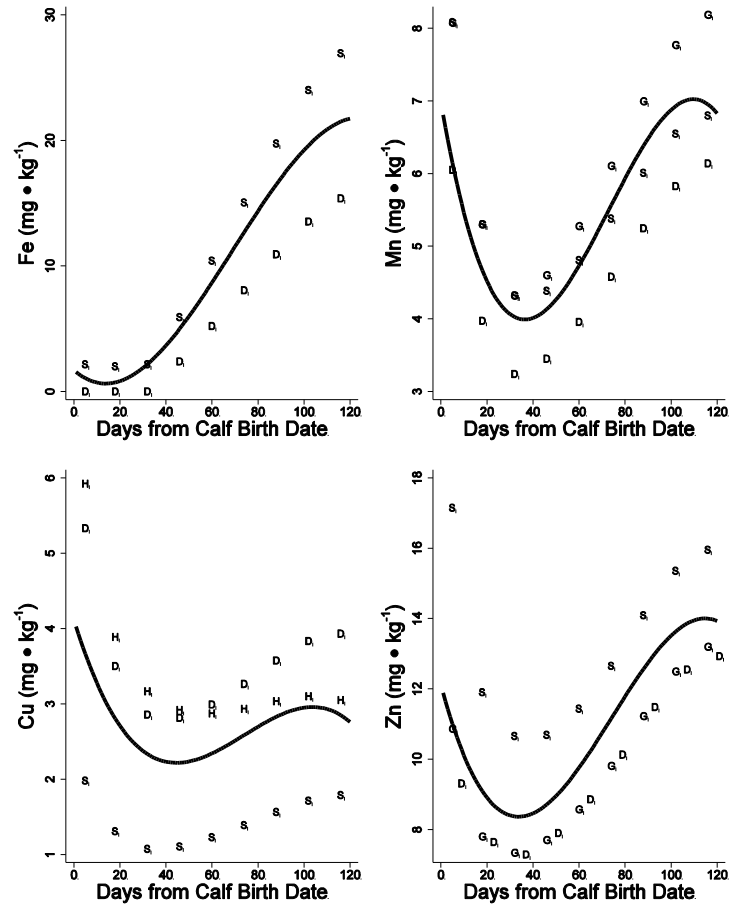 30
20
10
0
Fe (mg ● kg⁻¹)
S S S S S S S S S
D D D D D D D D D
0 20 40 60 80 100 120
Days from Calf Birth Date
8
7
6
5
4
3
Mn (mg ● kg⁻¹)
S S S S S S S S S
G G G G G G
D D D D D D D D D
0 20 40 60 80 100 120
Days from Calf Birth Date
6
5
4
3
2
1
Cu (mg ● kg⁻¹)
H H H H H H H H H
D D D D D D D D D
S S S S S S S S S
0 20 40 60 80 100 120
Days from Calf Birth Date
18
16
14
12
10
8
Zn (mg ● kg⁻¹)
S S S S S S S S S
G G G G G G G G G
D D D D D D D D D
0 20 40 60 80 100 120
Days from Calf Birth Date